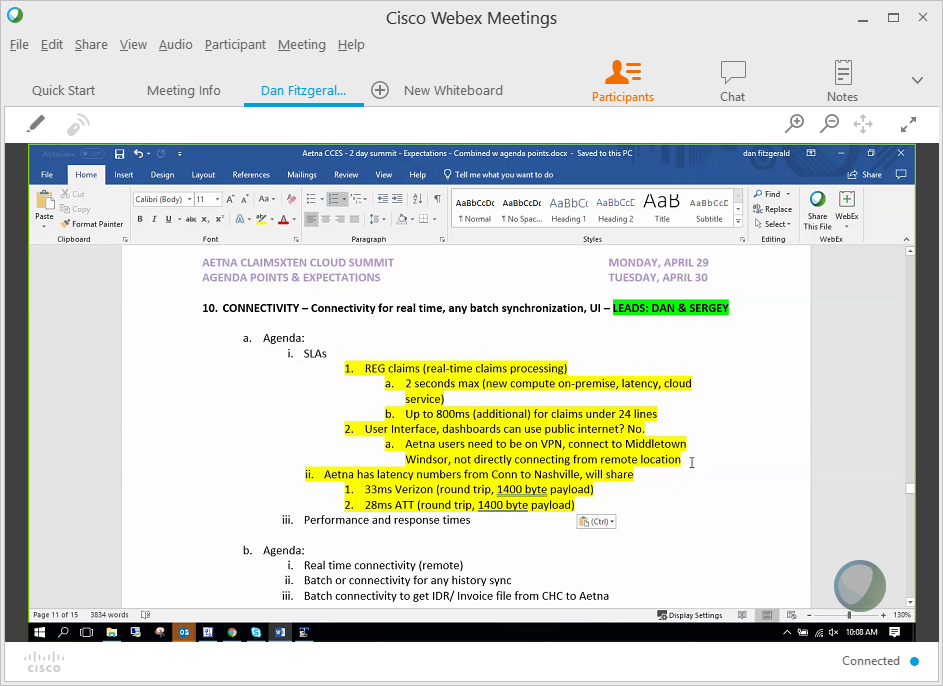 Cisco Webex Meetings
File Edit Share View Audio Participant Meeting Help
Quick Start Meeting Info Dan Fitzgeral... New Whiteboard
Participants Chat Notes
AutoSave Off Aetna CCES - 2 day summit - Expectations - Combined w agenda points.docx - Saved to this PC dan fitzgerald
File Home Insert Design Layout References Mailings Review View Help Tell me what you want to do Share
Paste Cut
Copy
Format Painter
Calibri (Body) 11
Clipboard Font Paragraph Styles Editing WebEx
AaBbCcDc AaBbCcDc AaBbC AaBbCcC AaB AaBbCcD
¶ Normal ¶ No Spac... Heading 1 Heading 2 Title Subtitle
Find
Replace
Select
Share This File
WebEx
AETNA CLAIMSXTEN CLOUD SUMMIT MONDAY, APRIL 29
AGENDA POINTS & EXPECTATIONS TUESDAY, APRIL 30
10. CONNECTIVITY – Connectivity for real time, any batch synchronization, UI – LEADS: DAN & SERGEY
a. Agenda:
i. SLAs
1. REG claims (real-time claims processing)
a. 2 seconds max (new compute on-premise, latency, cloud
service)
b. Up to 800ms (additional) for claims under 24 lines
2. User Interface, dashboards can use public internet? No.
a. Aetna users need to be on VPN, connect to Middletown
Windsor, not directly connecting from remote location
ii. Aetna has latency numbers from Conn to Nashville, will share
1. 33ms Verizon (round trip, 1400 byte payload)
2. 28ms ATT (round trip, 1400 byte payload)
iii. Performance and response times (Ctrl)
b. Agenda:
i. Real time connectivity (remote)
ii. Batch or connectivity for any history sync
iii. Batch connectivity to get IDR/ Invoice file from CHC to Aetna
Page 11 of 15 3834 words Display Settings 130%
10:08 AM
CISCO
Connected